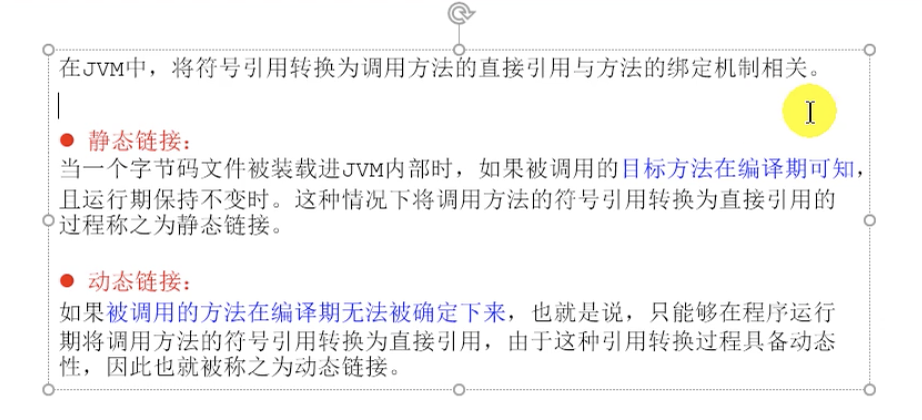 在JVM中，将符号引用转换为调用方法的直接引用与方法的绑定机制相关。
● 静态链接：
当一个字节码文件被装载进JVM内部时，如果被调用的目标方法在编译期可知，
且运行期保持不变时。这种情况下将调用方法的符号引用转换为直接引用的
过程称之为静态链接。
● 动态链接：
如果被调用的方法在编译期无法被确定下来，也就是说，只能够在程序运行
期将调用方法的符号引用转换为直接引用，由于这种引用转换过程具备动态
性，因此也就被称之为动态链接。